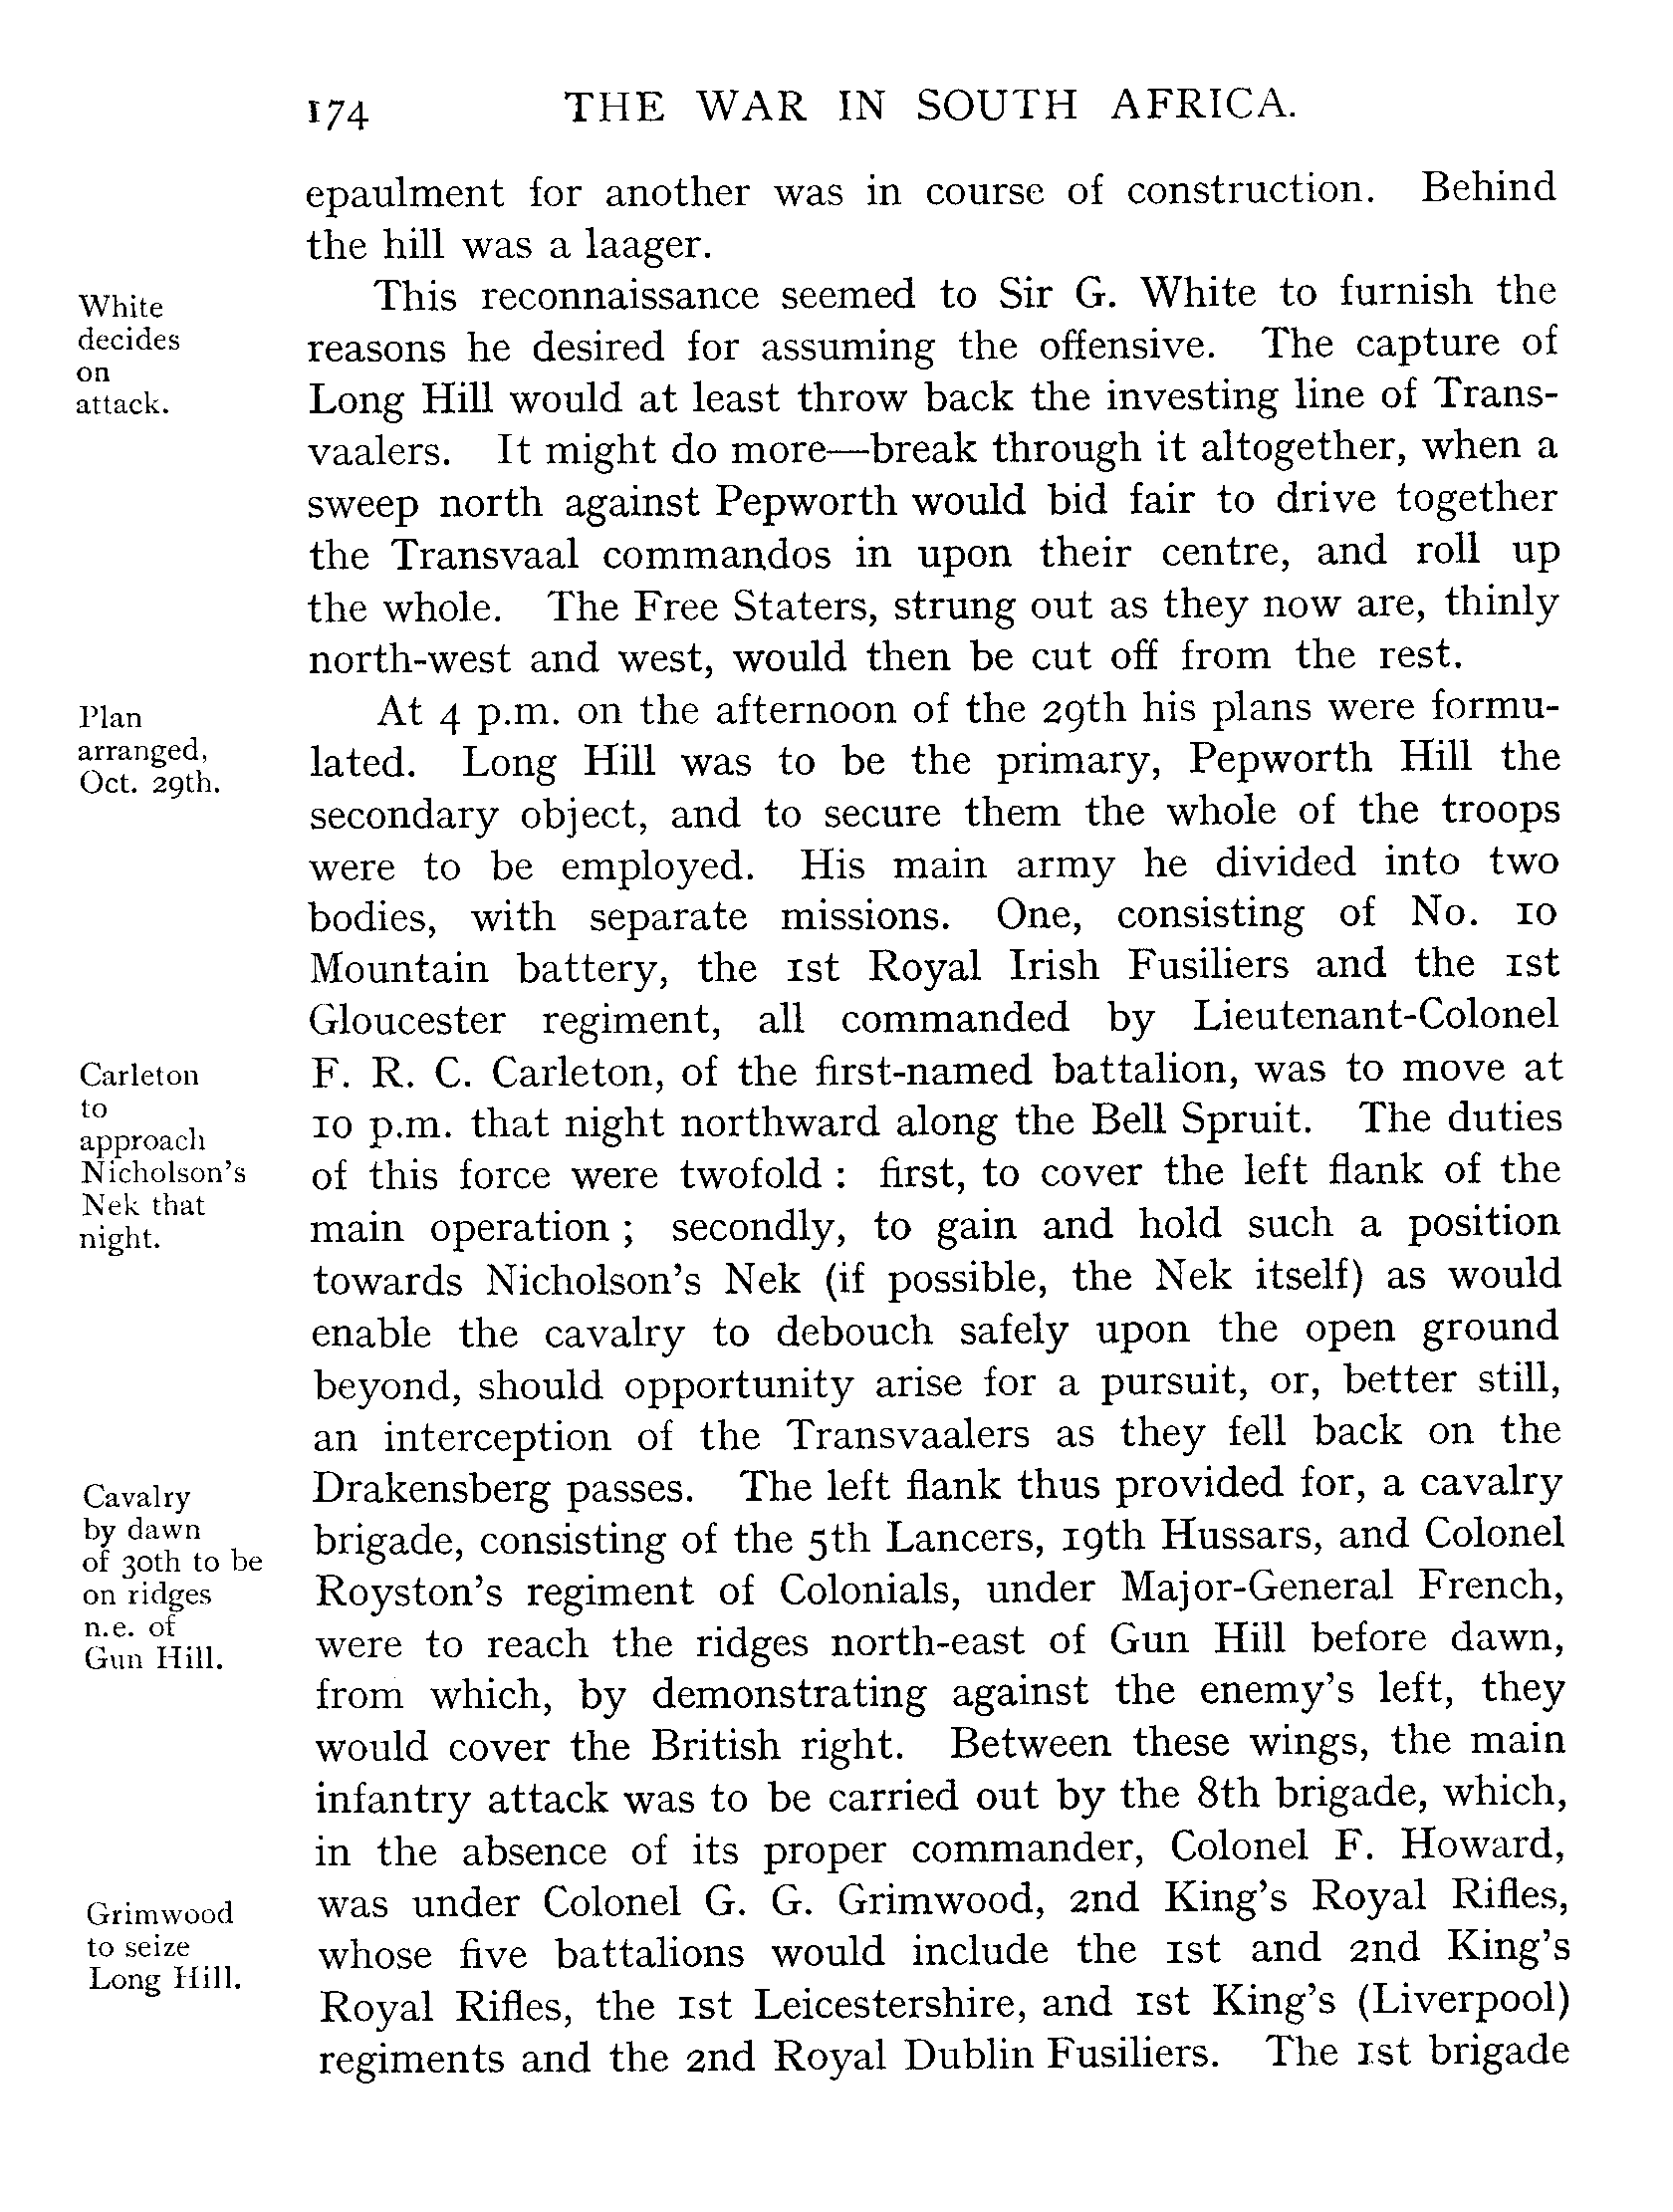 174 THE WAR IN SOUTH AFRICA.
epaulment for another was in course of construction. Behind
the hill was a laager.
White
decides
on
attack.
This reconnaissance seemed to Sir G. White to furnish the
reasons he desired for assuming the offensive. The capture of
Long Hill would at least throw back the investing line of Trans-
vaalers. It might do more—break through it altogether, when a
sweep north against Pepworth would bid fair to drive together
the Transvaal commandos in upon their centre, and roll up
the whole. The Free Staters, strung out as they now are, thinly
north-west and west, would then be cut off from the rest.
Plan
arranged,
Oct. 29th.
At 4 p.m. on the afternoon of the 29th his plans were formu-
lated. Long Hill was to be the primary, Pepworth Hill the
secondary object, and to secure them the whole of the troops
were to be employed. His main army he divided into two
bodies, with separate missions. One, consisting of No. 10
Mountain battery, the 1st Royal Irish Fusiliers and the 1st
Gloucester regiment, all commanded by Lieutenant-Colonel
Carleton
to
approach
Nicholson's
Nek that
night.
F. R. C. Carleton, of the first-named battalion, was to move at
10 p.m. that night northward along the Bell Spruit. The duties
of this force were twofold : first, to cover the left flank of the
main operation ; secondly, to gain and hold such a position
towards Nicholson's Nek (if possible, the Nek itself) as would
enable the cavalry to debouch safely upon the open ground
beyond, should opportunity arise for a pursuit, or, better still,
an interception of the Transvaalers as they fell back on the
Cavalry
by dawn
of 30th to be
on ridges
n.e. of
Gun Hill.
Drakensberg passes. The left flank thus provided for, a cavalry
brigade, consisting of the 5th Lancers, 19th Hussars, and Colonel
Royston's regiment of Colonials, under Major-General French,
were to reach the ridges north-east of Gun Hill before dawn,
from which, by demonstrating against the enemy's left, they
would cover the British right. Between these wings, the main
infantry attack was to be carried out by the 8th brigade, which,
in the absence of its proper commander, Colonel F. Howard,
Grimwood
to seize
Long Hill.
was under Colonel G. G. Grimwood, 2nd King's Royal Rifles,
whose five battalions would include the 1st and 2nd King's
Royal Rifles, the 1st Leicestershire, and 1st King's (Liverpool)
regiments and the 2nd Royal Dublin Fusiliers. The 1st brigade